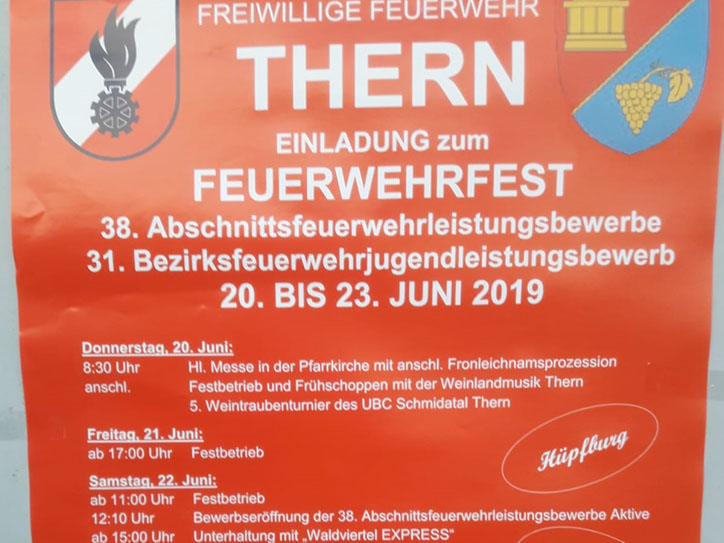 FREIWILLIGE FEUERWEHR
THERN
EINLADUNG zum
FEUERWEHRFEST
38. Abschnittsfeuerwehrleistungsbewerbe
31. Bezirksfeuerwehrjugendleistungsbewerb
20. BIS 23. JUNI 2019
Donnerstag, 20. Juni:
8:30 Uhr Hl. Messe in der Pfarrkirche mit anschl. Fronleichnamsprozession
anschl. Festbetrieb und Frühschoppen mit der Weinlandmusik Thern
5. Weintraubenturnier des UBC Schmidatal Thern
Freitag, 21. Juni:
ab 17:00 Uhr Festbetrieb
Hüpfburg
Samstag, 22. Juni:
ab 11:00 Uhr Festbetrieb
12:10 Uhr Bewerbseröffnung der 38. Abschnittsfeuerwehrleistungsbewerbe Aktive
ab 15:00 Uhr Unterhaltung mit „Waldviertel EXPRESS“